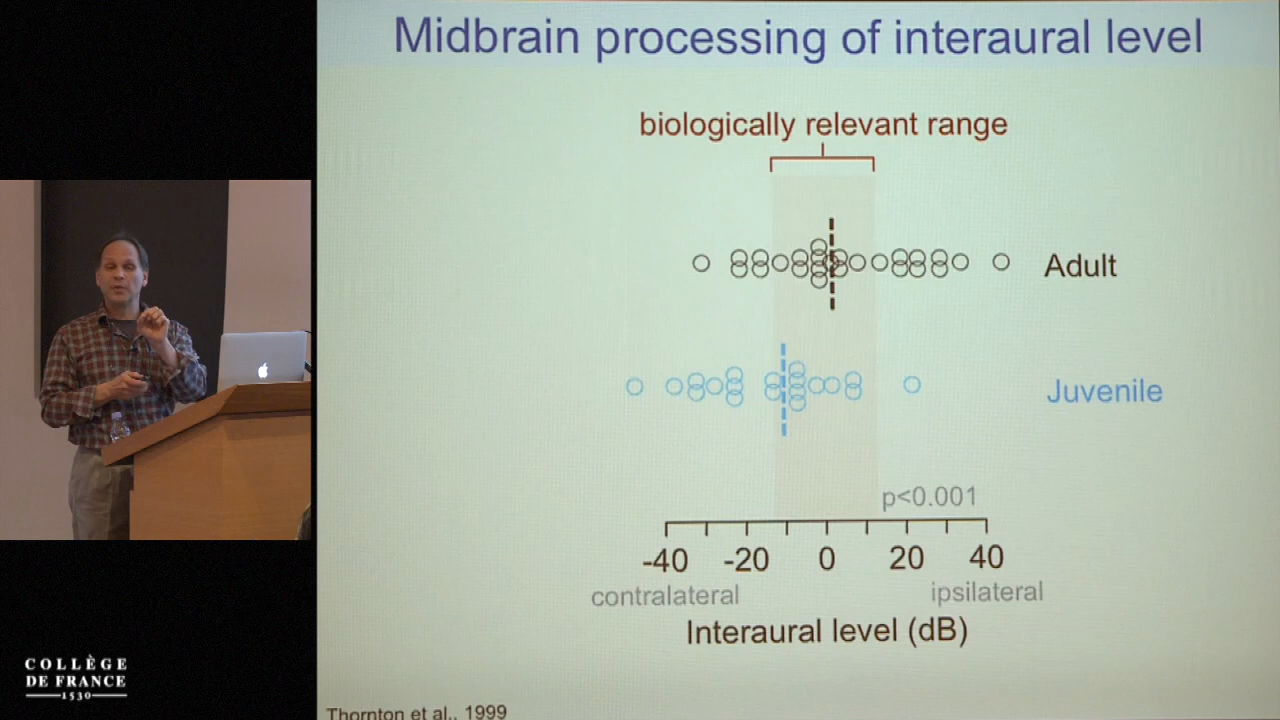 Midbrain processing of interaural level
biologically relevant range
Adult
Juvenile
p<0.001
-40 -20 0 20 40
contralateral ipsilateral
Interaural level (dB)
Thornton et al., 1999
COLLÈGE
DE FRANCE
1530